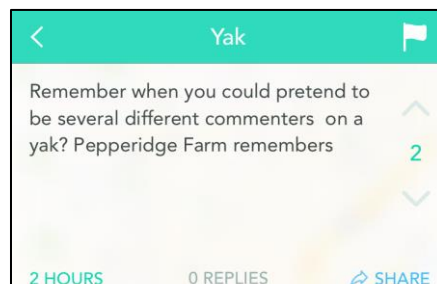 Yak
Remember when you could pretend to
be several different commenters on a
yak? Pepperidge Farm remembers
2
2 HOURS 0 REPLIES SHARE